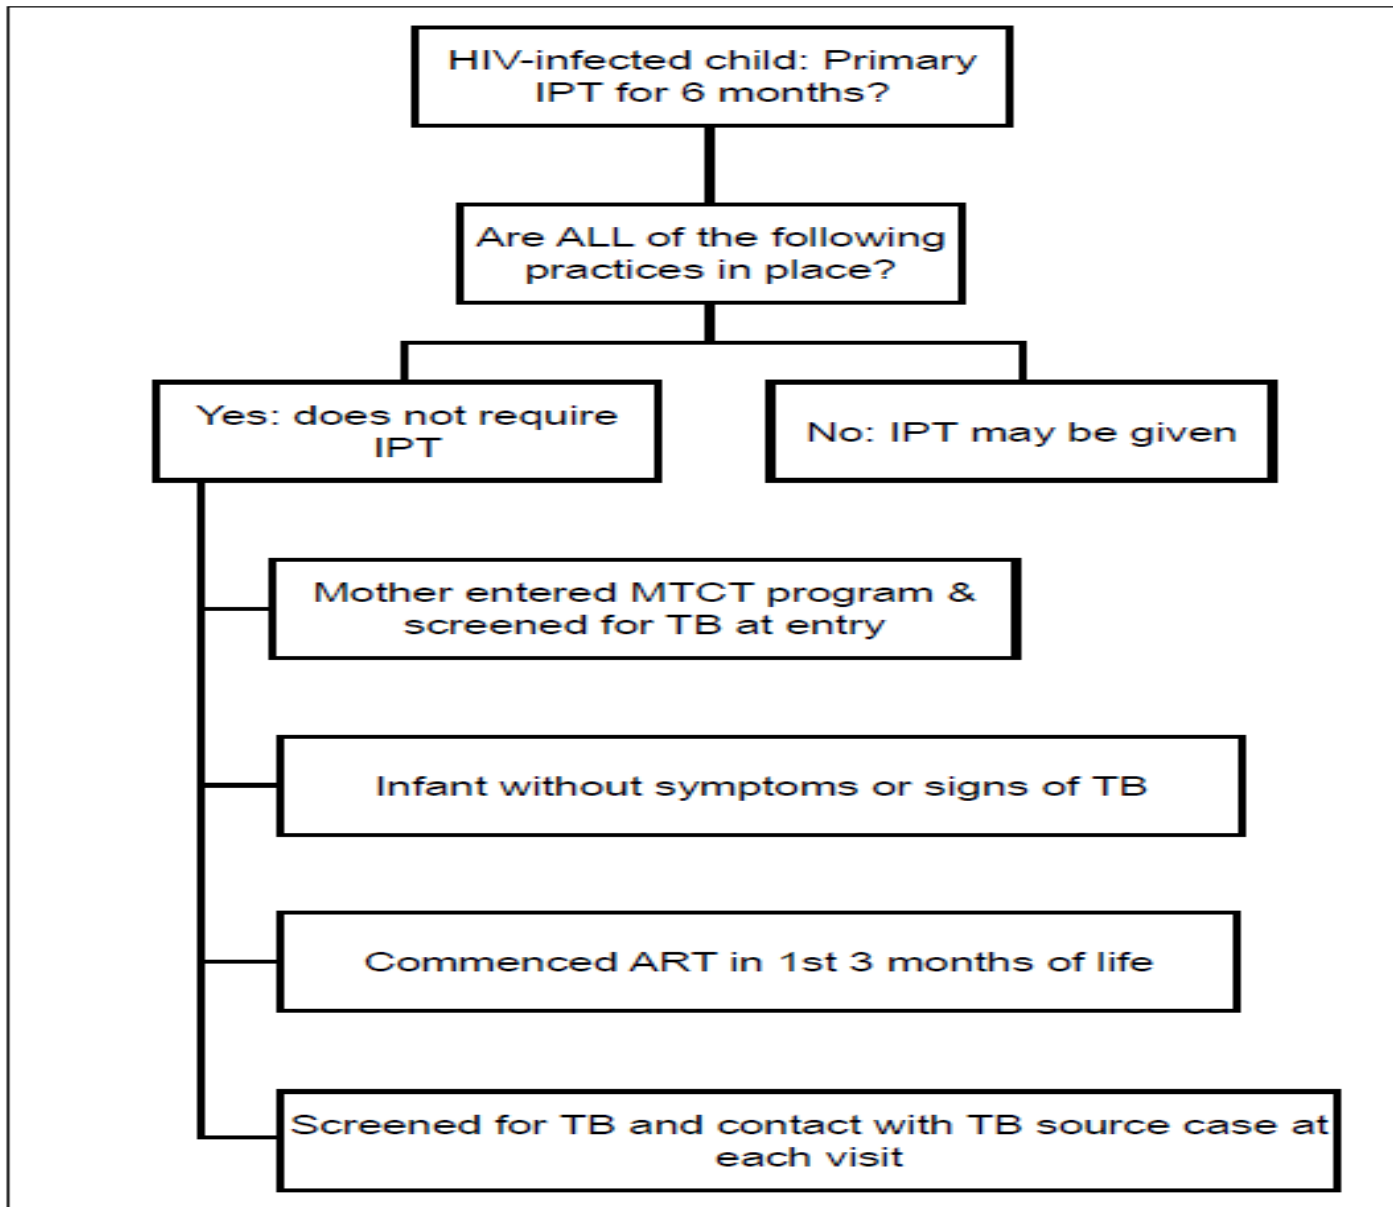 HIV-infected child: Primary
IPT for 6 months?
Are ALL of the following
practices in place?
Yes: does not require
IPT
No: IPT may be given
Mother entered MTCT program &
screened for TB at entry
Infant without symptoms or signs of TB
Commenced ART in 1st 3 months of life
Screened for TB and contact with TB source case at
each visit